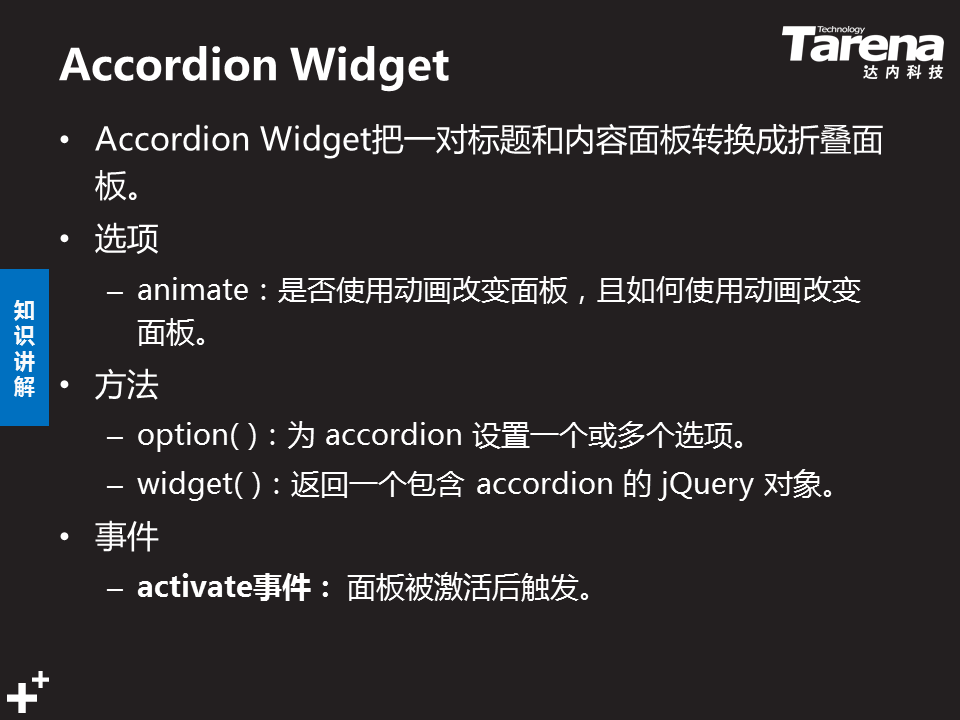 Accordion Widget
Technology
Tarena
达内科技
• Accordion Widget把一对标题和内容面板转换成折叠面
板。
• 选项
– animate：是否使用动画改变面板，且如何使用动画改变
面板。
知
识
讲
解
• 方法
– option( )：为 accordion 设置一个或多个选项。
– widget( )：返回一个包含 accordion 的 jQuery 对象。
• 事件
– activate事件： 面板被激活后触发。